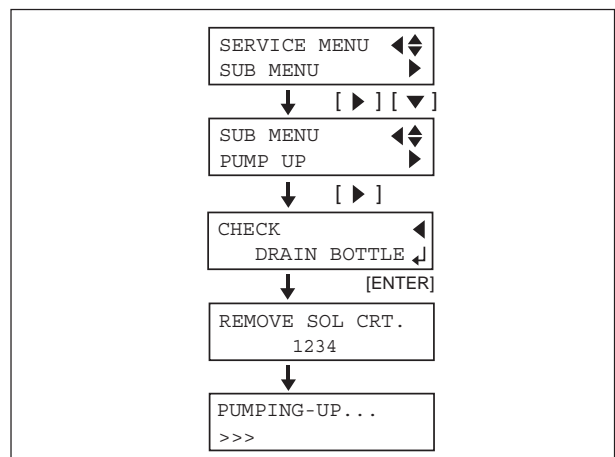 SERVICE MENU ◀◆
SUB MENU ▶
[ ▶ ] [ ▼ ]
SUB MENU ◀◆
PUMP UP ▶
[ ▶ ]
CHECK ◀
DRAIN BOTTLE ↵
[ENTER]
REMOVE SOL CRT.
1234
PUMPING-UP...
>>>